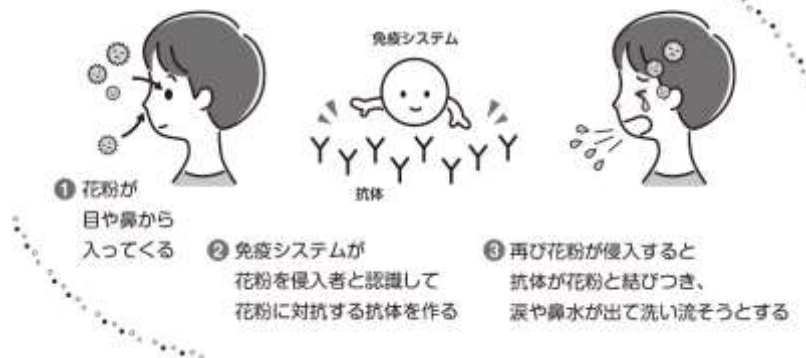 免疫システム
抗体
❶ 花粉が
目や鼻から
入ってくる
❷ 免疫システムが
花粉を侵入者と認識して
花粉に対抗する抗体を作る
❸ 再び花粉が侵入すると
抗体が花粉と結びつき、
涙や鼻水が出て洗い流そうとする